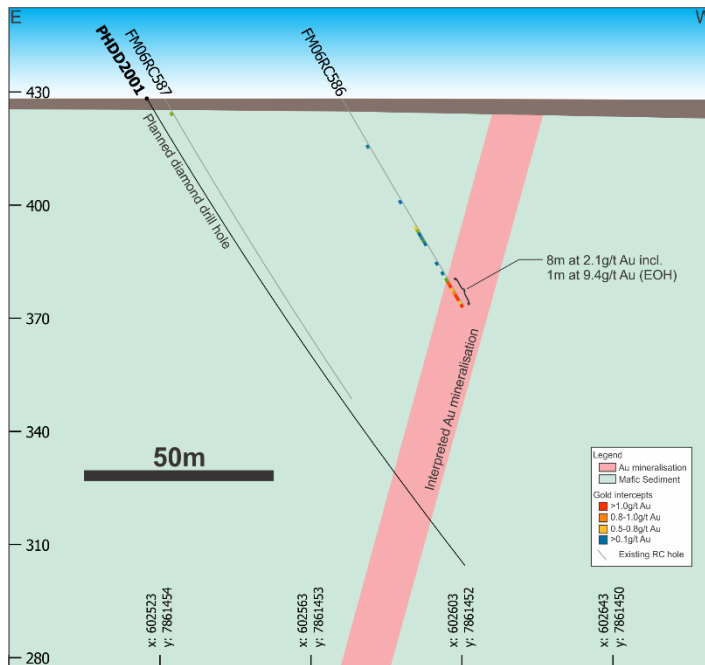 E
W
PHDD2001
FM06RC587
FM06RC586
430
400
370
340
310
280
Planned diamond drill hole
8m at 2.1g/t Au incl.
1m at 9.4g/t Au (EOH)
Interpreted Au mineralisation
50m
Legend
Au mineralisation
Mafic Sediment
Gold intercepts
>1.0g/t Au
0.8-1.0g/t Au
0.5-0.8g/t Au
>0.1g/t Au
Existing RC hole
x: 602523
y: 7861454
x: 602563
y: 7861453
x: 602603
y: 7861452
x: 602643
y: 7861450